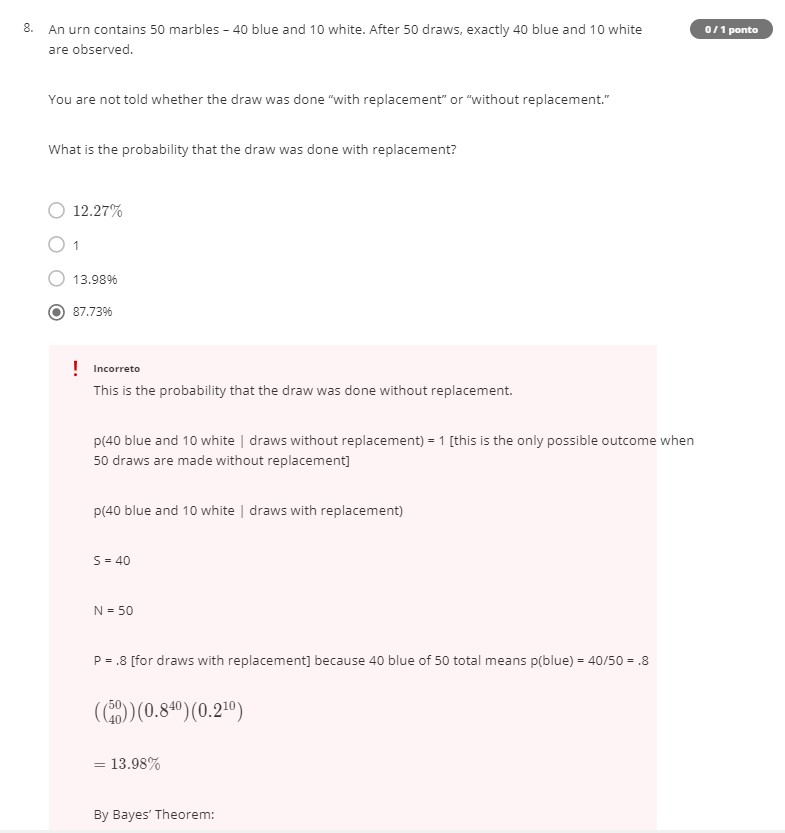 8. An urn contains 50 marbles – 40 blue and 10 white. After 50 draws, exactly 40 blue and 10 white
0 / 1 ponto
are observed.
You are not told whether the draw was done “with replacement” or “without replacement.”
What is the probability that the draw was done with replacement?
12.27%
1
13.98%
87.73%
! Incorreto
This is the probability that the draw was done without replacement.
p(40 blue and 10 white | draws without replacement) = 1 [this is the only possible outcome when
50 draws are made without replacement]
p(40 blue and 10 white | draws with replacement)
S = 40
N = 50
P = .8 [for draws with replacement] because 40 blue of 50 total means p(blue) = 40/50 = .8
((50 40))(0.8^40)(0.2^10)
= 13.98%
By Bayes’ Theorem: